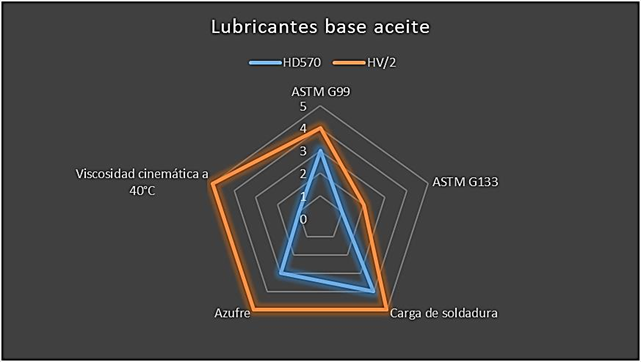 Lubricantes base aceite
HD570
HV/2
ASTM G99
5
4
3
2
1
0
ASTM G133
Carga de soldadura
Azufre
Viscosidad cinemática a
40°C